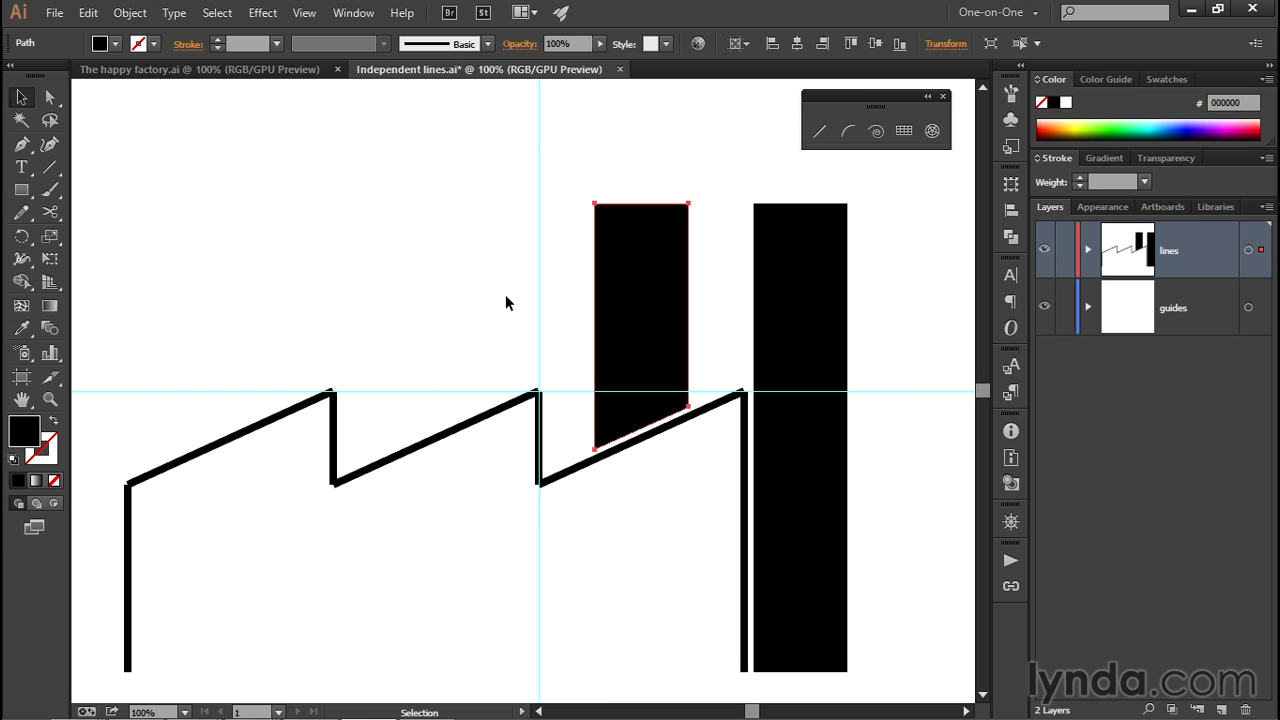 Ai File Edit Object Type Select Effect View Window Help Br St One-on-One
Path Stroke: Basic Opacity: 100% Style: Transform
The happy factory.ai @ 100% (RGB/GPU Preview) × Independent lines.ai* @ 100% (RGB/GPU Preview) ×
Color Color Guide Swatches
# 000000
Stroke Gradient Transparency
Weight:
Layers Appearance Artboards Libraries
lines
guides
lynda.com
100% 1 Selection
2 Layers